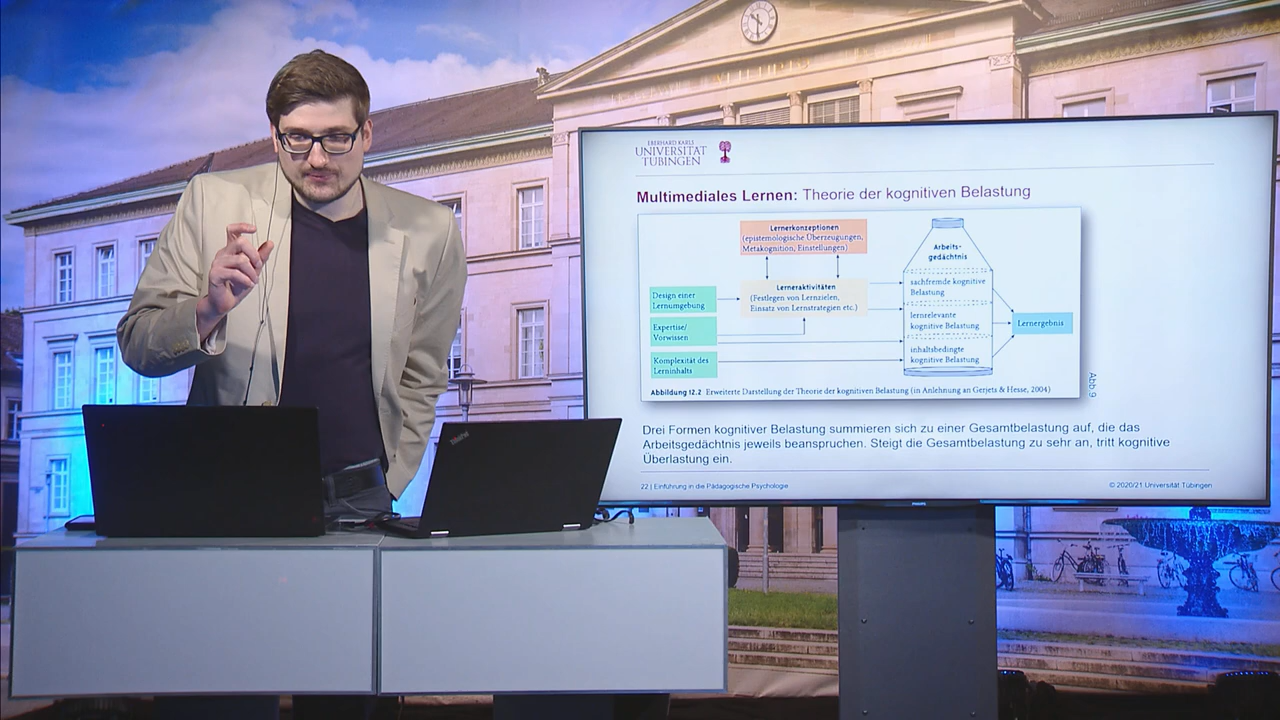 EBERHARD KARLS
UNIVERSITÄT
TÜBINGEN
Multimediales Lernen: Theorie der kognitiven Belastung
Lernerkonzeptionen
(epistemologische Überzeugungen,
Metakognition, Einstellungen)
Arbeits-
gedächtnis
Design einer
Lernumgebung
Lerneraktivitäten
(Festlegen von Lernzielen,
Einsatz von Lernstrategien etc.)
sachfremde kognitive
Belastung
Expertise/
Vorwissen
lernrelevante
kognitive Belastung
Lernergebnis
Komplexität des
Lerninhalts
inhaltsbedingte
kognitive Belastung
Abbildung 12.2 Erweiterte Darstellung der Theorie der kognitiven Belastung (in Anlehnung an Gerjets & Hesse, 2004)
Abb 9
Drei Formen kognitiver Belastung summieren sich zu einer Gesamtbelastung auf, die das
Arbeitsgedächtnis jeweils beanspruchen. Steigt die Gesamtbelastung zu sehr an, tritt kognitive
Überlastung ein.
22 | Einführung in die Pädagogische Psychologie
© 2020/21 Universität Tübingen
PHILIPS
ThinkPad